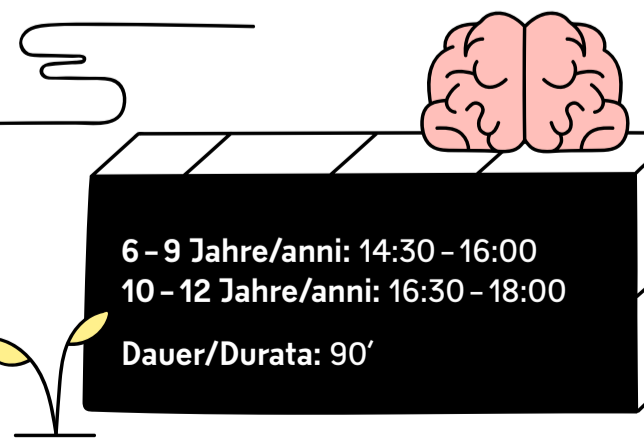 6 – 9 Jahre/anni: 14:30 – 16:00
10 – 12 Jahre/anni: 16:30 – 18:00
Dauer/Durata: 90′